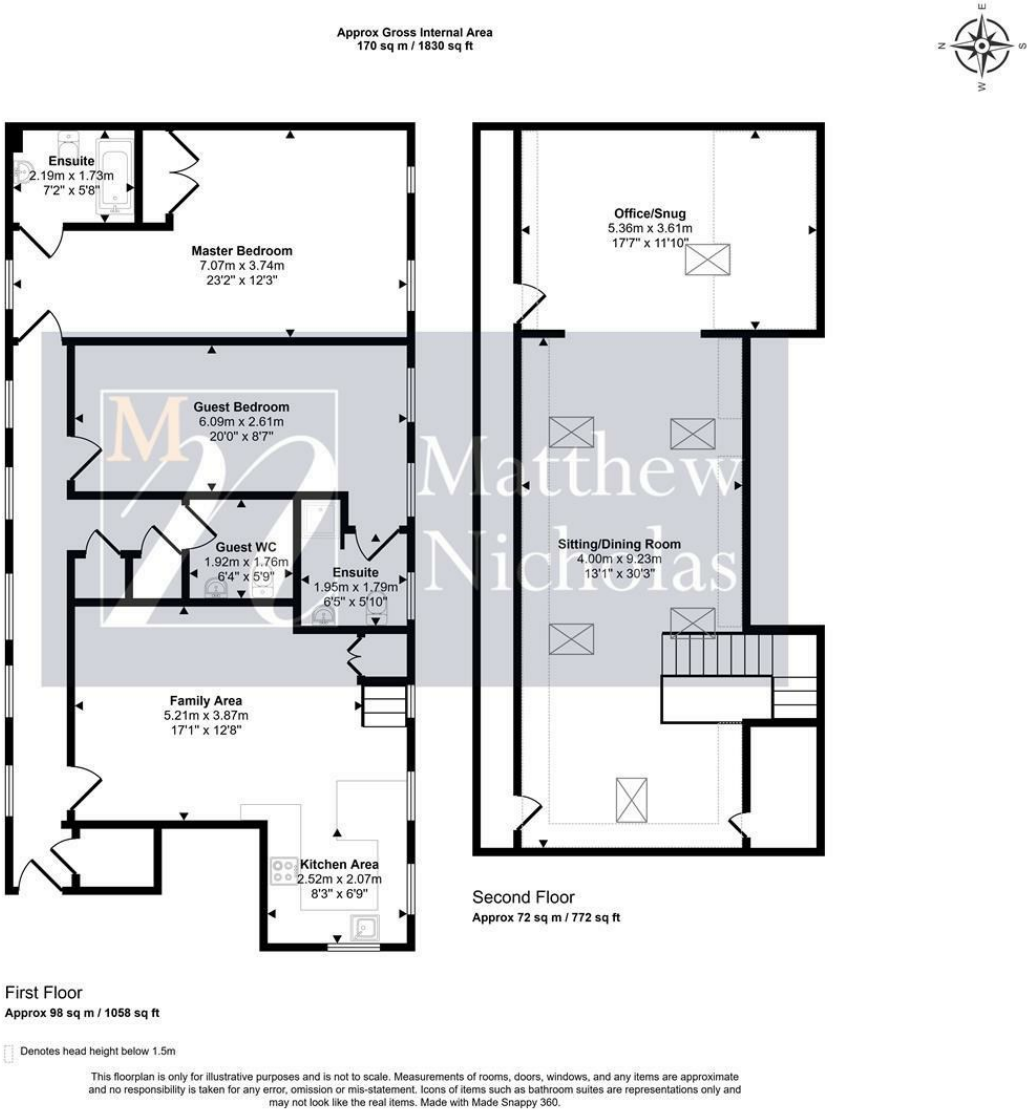 Approx Gross Internal Area
170 sq m / 1830 sq ft
E
N
S
W
Ensuite
2.19m x 1.73m
7'2" x 5'8"
Master Bedroom
7.07m x 3.74m
23'2" x 12'3"
Guest Bedroom
6.09m x 2.61m
20'0" x 8'7"
Guest WC
1.92m x 1.76m
6'4" x 5'9"
Ensuite
1.95m x 1.79m
6'5" x 5'10"
Family Area
5.21m x 3.87m
17'1" x 12'8"
Kitchen Area
2.52m x 2.07m
8'3" x 6'9"
Office/Snug
5.36m x 3.61m
17'7" x 11'10"
Sitting/Dining Room
4.00m x 9.23m
13'1" x 30'3"
M
n
Matthew
Nicholas
Second Floor
Approx 72 sq m / 772 sq ft
First Floor
Approx 98 sq m / 1058 sq ft
Denotes head height below 1.5m
This floorplan is only for illustrative purposes and is not to scale. Measurements of rooms, doors, windows, and any items are approximate
and no responsibility is taken for any error, omission or mis-statement. Icons of items such as bathroom suites are representations only and
may not look like the real items. Made with Made Snappy 360.